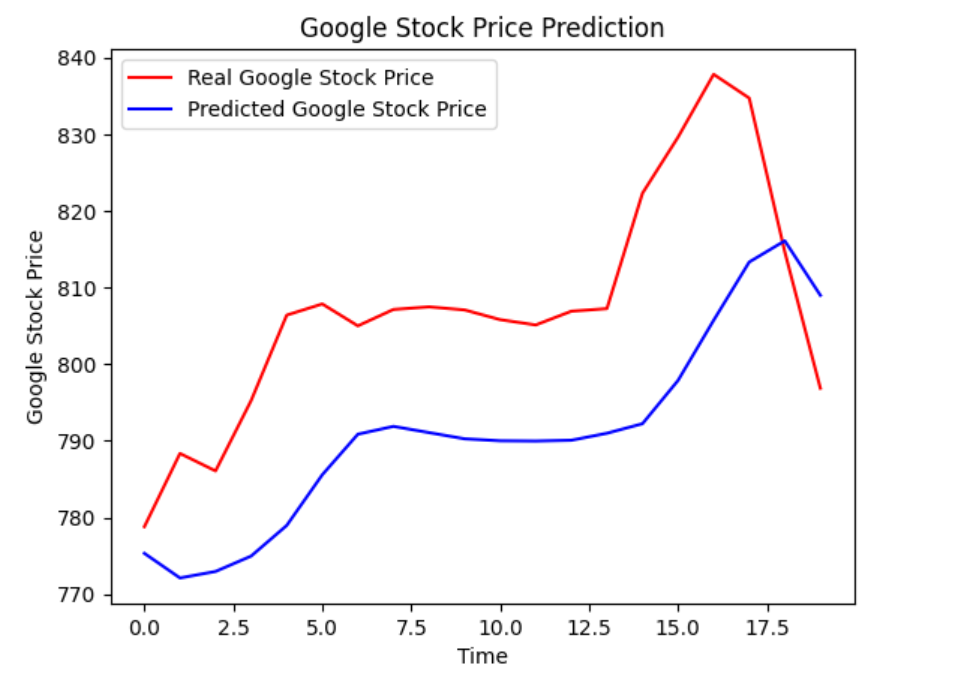 Google Stock Price Prediction
Real Google Stock Price
Predicted Google Stock Price
Google Stock Price
840
830
820
810
800
790
780
770
0.0 2.5 5.0 7.5 10.0 12.5 15.0 17.5
Time